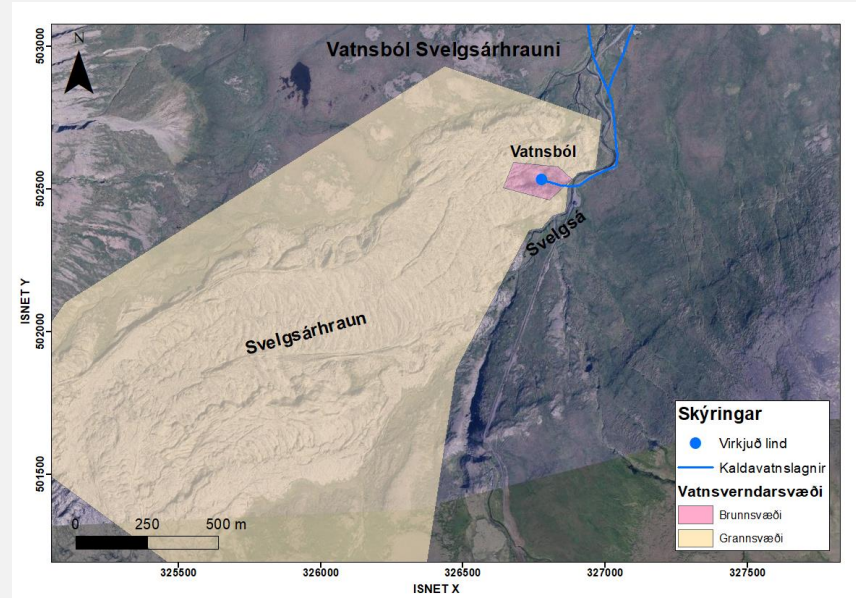 Vatnsból Svelgsárhrauni
N
Vatnsból
Svelgsá
Svelgsárhraun
Skýringar
Virkjuð lind
Kaldavatnslagnir
Vatnsverndarsvæði
Brunnsvæði
Grannsvæði
0 250 500 m
503000
502500
502000
501500
ISNET Y
325500 326000 326500 327000 327500
ISNET X